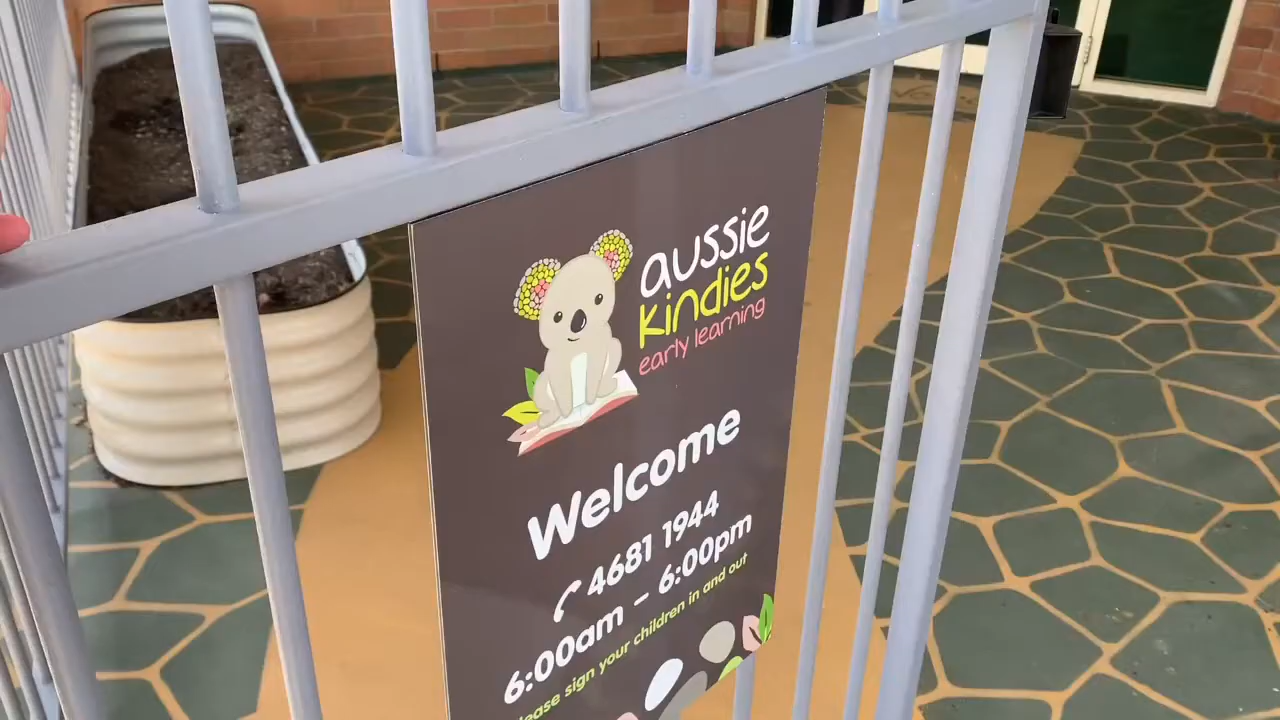 aussie
kindies
early learning
Welcome
4681 1944
6:00am – 6:00pm
sign your children in and out